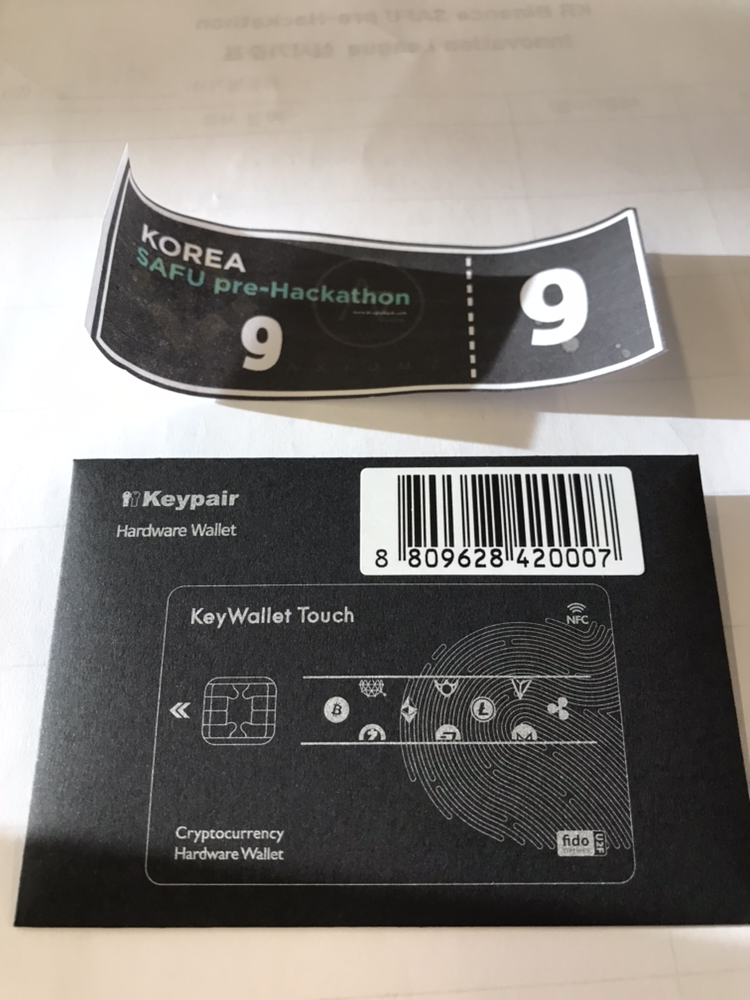 KOREA
SAFU pre-Hackathon
9
9
Keypair
Hardware Wallet
8 809628 420007
KeyWallet Touch
NFC
Cryptocurrency
Hardware Wallet
fido
U2F